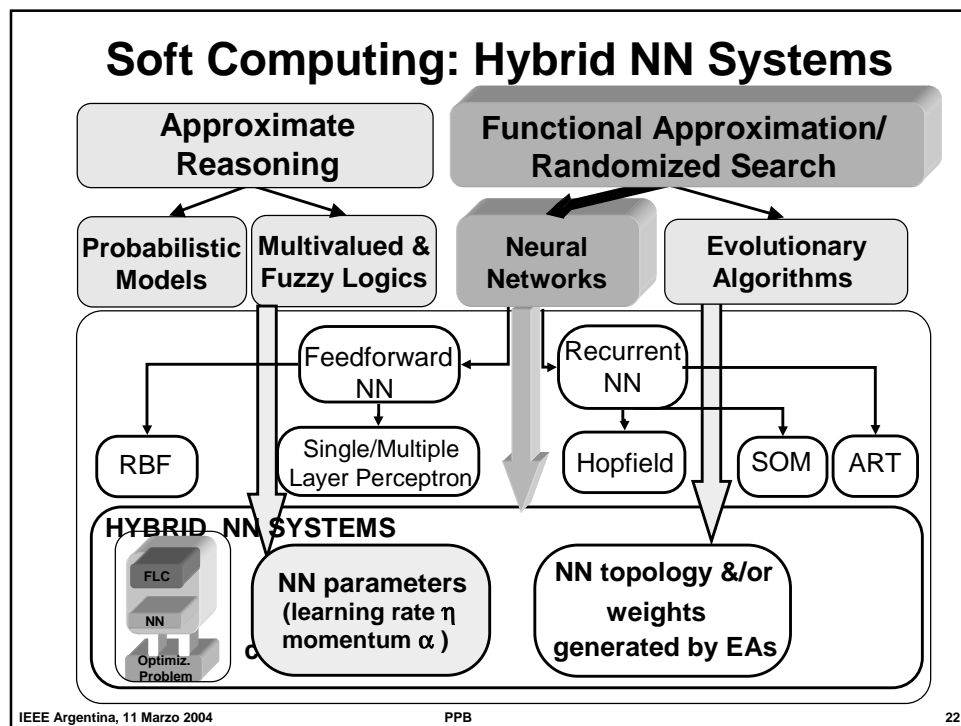 Soft Computing: Hybrid NN Systems
Approximate
Reasoning
Functional Approximation/
Randomized Search
Probabilistic
Models
Multivalued &
Fuzzy Logics
Neural
Networks
Evolutionary
Algorithms
Feedforward
NN
Recurrent
NN
RBF
Single/Multiple
Layer Perceptron
Hopfield
SOM
ART
HYBRID NN SYSTEMS
FLC
NN
Optimiz.
Problem
NN parameters
(learning rate η
momentum α )
NN topology &/or
weights
generated by EAs
IEEE Argentina, 11 Marzo 2004
PPB
22